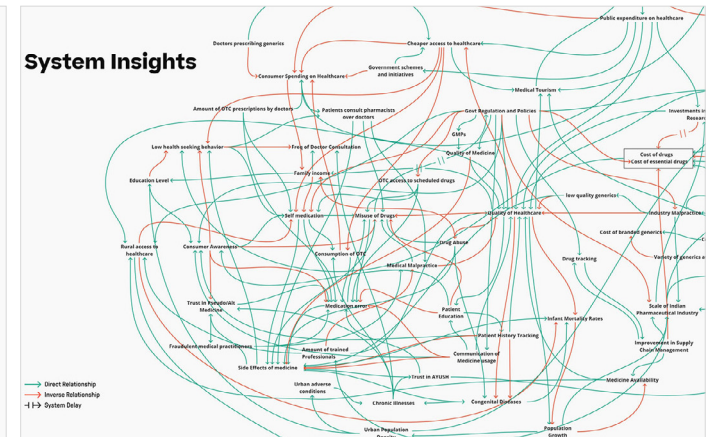 System Insights
Doctors prescribing generics
Cheaper access to healthcare
Public expenditure on healthcare
Consumer Spending on Healthcare
Government schemes
and initiatives
Medical Tourism
Amount of OTC prescriptions by doctors
Patients consult pharmacists
over doctors
Govt Regulation and Policies
Investments in
Resear
GMPs
Low health seeking behavior
Freq of Doctor Consultation
Quality of Medicine
Cost of drugs
Cost of essential drugs
Education Level
Family income
OTC access to scheduled drugs
low quality generics
Self medication
Misuse of Drugs
Quality of Healthcare
Industry Malpractice
Cost of branded generics
Rural access to
healthcare
Consumer Awareness
Consumption of OTC
Drug Abuse
Drug tracking
Variety of generics a
Medical Malpractice
Trust in Pseudo/Alt
Medicine
Medication error
Patient
Education
Infant Mortality Rates
Scale of Indian
Pharmaceutical Industry
Patient History Tracking
Fraudulent medical practitioners
Amount of trained
Professionals
Communication of
Medicine usage
Improvement in Supply
Chain Management
Side Effects of medicine
Trust in AYUSH
Medicine Availability
Urban adverse
conditions
Chronic Illnesses
Congenital Diseases
Urban Population
Population
Growth
Direct Relationship
Inverse Relationship
System Delay